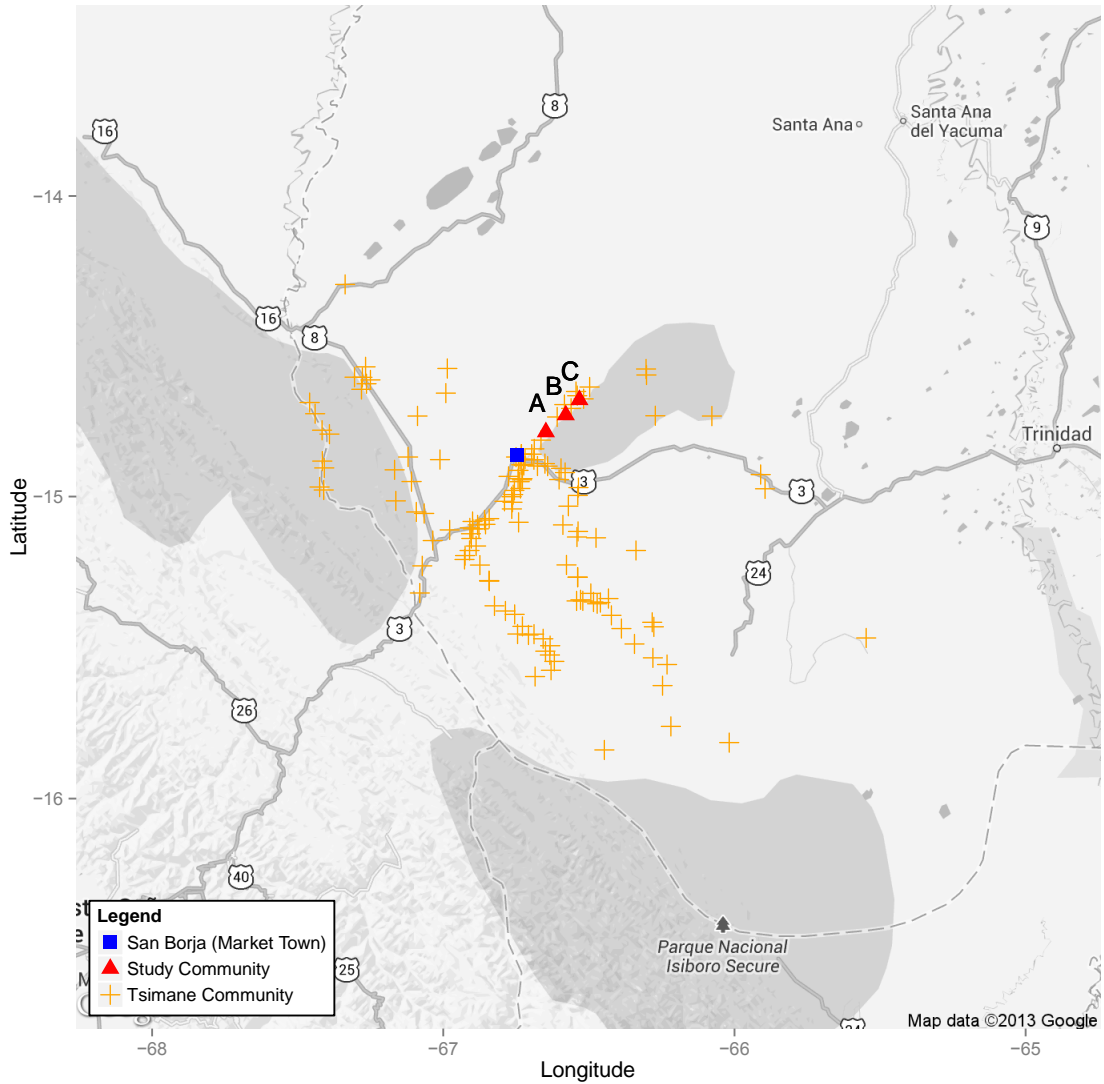 8
16
Santa Ana
Santa Ana
del Yacuma
−14
9
16
8
C
B
A
Trinidad
3
3
−15
24
3
26
−16
40
Legend
San Borja (Market Town)
Study Community
Tsimane Community
25
Parque Nacional
Isiboro Secure
24
Map data ©2013 Google
−68
−67
−66
−65
Longitude
Latitude